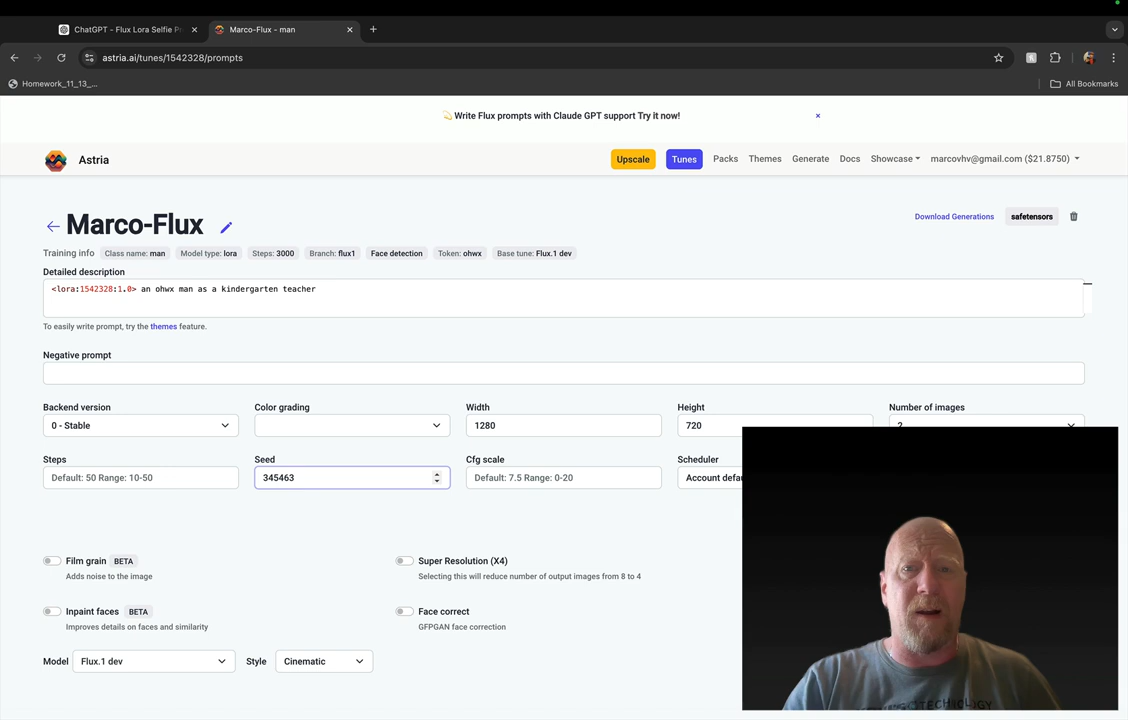 ChatGPT - Flux Lora Selfie P
Marco-Flux - man
astria.ai/tunes/1542328/prompts
Homework_11_13_...
All Bookmarks
Write Flux prompts with Claude GPT support Try it now!
Astria
Upscale
Tunes
Packs
Themes
Generate
Docs
Showcase
marcovhv@gmail.com ($21.8750)
Marco-Flux
Download Generations
safetensors
Training info Class name: man Model type: lora Steps: 3000 Branch: flux1 Face detection Token: ohwx Base tune: Flux.1 dev
Detailed description
<lora:1542328:1.0> an ohwx man as a kindergarten teacher
To easily write prompt, try the themes feature.
Negative prompt
Backend version Color grading Width Height Number of images
0 - Stable 1280 720 2
Steps Seed Cfg scale Scheduler
Default: 50 Range: 10-50 345463 Default: 7.5 Range: 0-20 Account defau
Film grain BETA
Adds noise to the image
Super Resolution (X4)
Selecting this will reduce number of output images from 8 to 4
Inpaint faces BETA
Improves details on faces and similarity
Face correct
GFPGAN face correction
Model Flux.1 dev Style Cinematic